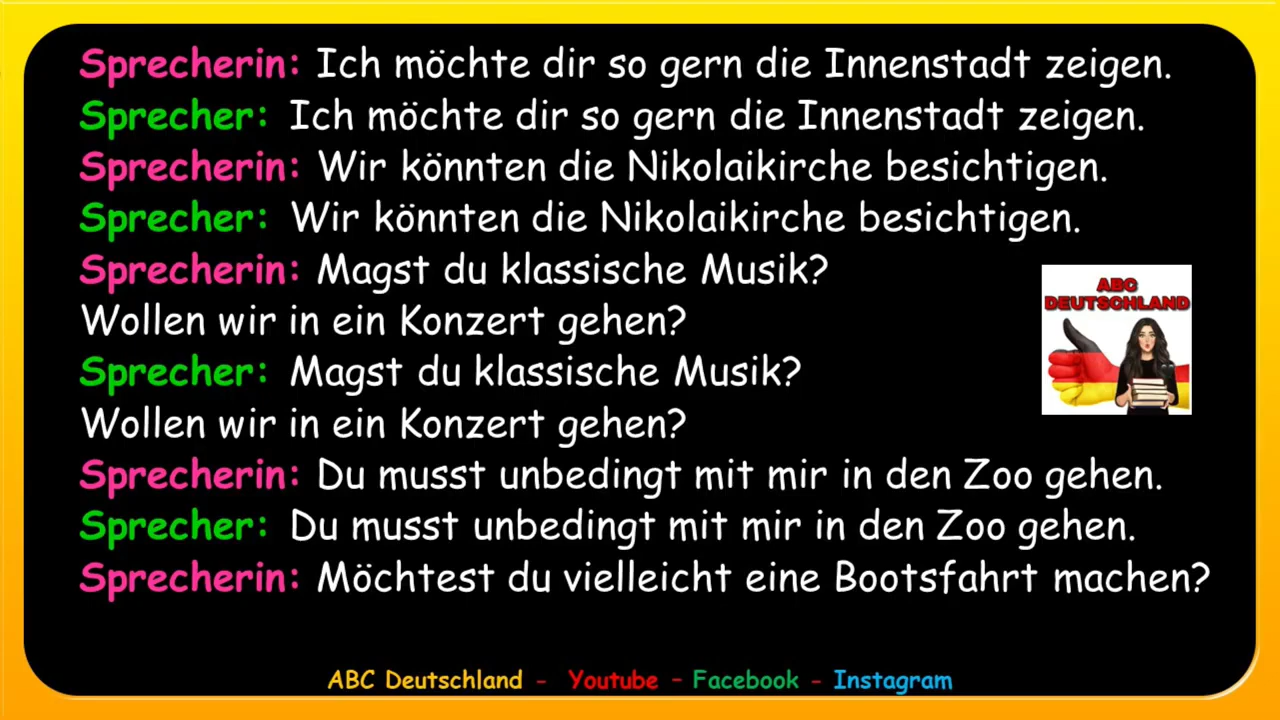 Sprecherin: Ich möchte dir so gern die Innenstadt zeigen.
Sprecher: Ich möchte dir so gern die Innenstadt zeigen.
Sprecherin: Wir könnten die Nikolaikirche besichtigen.
Sprecher: Wir könnten die Nikolaikirche besichtigen.
Sprecherin: Magst du klassische Musik?
Wollen wir in ein Konzert gehen?
Sprecher: Magst du klassische Musik?
Wollen wir in ein Konzert gehen?
Sprecherin: Du musst unbedingt mit mir in den Zoo gehen.
Sprecher: Du musst unbedingt mit mir in den Zoo gehen.
Sprecherin: Möchtest du vielleicht eine Bootsfahrt machen?
ABC
DEUTSCHLAND
ABC Deutschland - Youtube - Facebook - Instagram